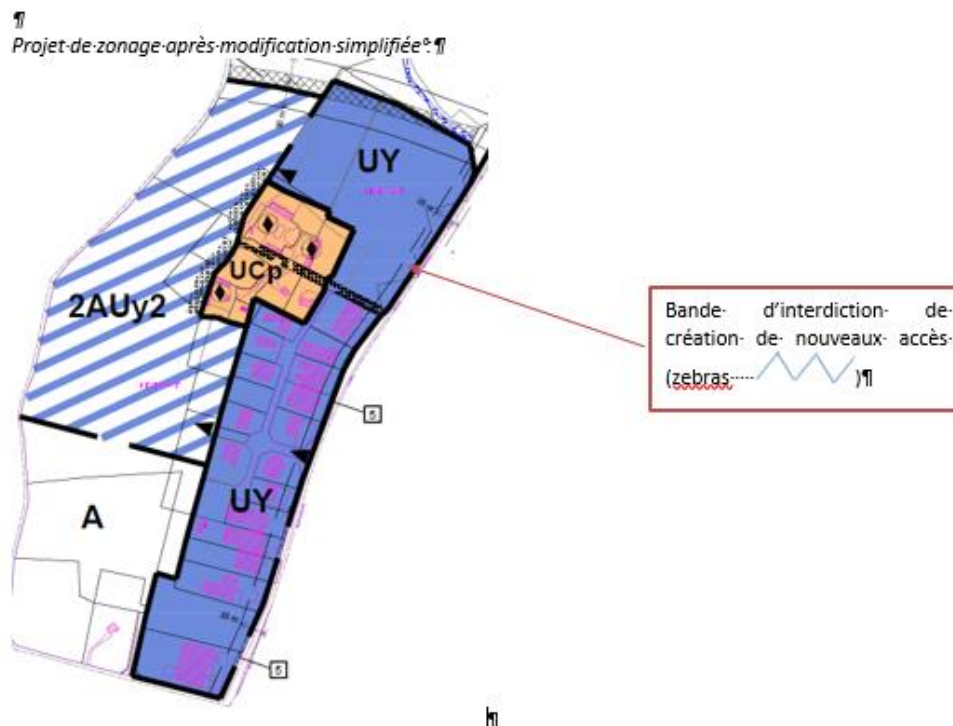 ¶
Projet·de·zonage·après·modification·simplifiée°:¶
UY
UCp
2AUy2
Bande· d'interdiction· de·
création· de· nouveaux· accès·
(zebras····· )¶
5
UY
A
5
¶